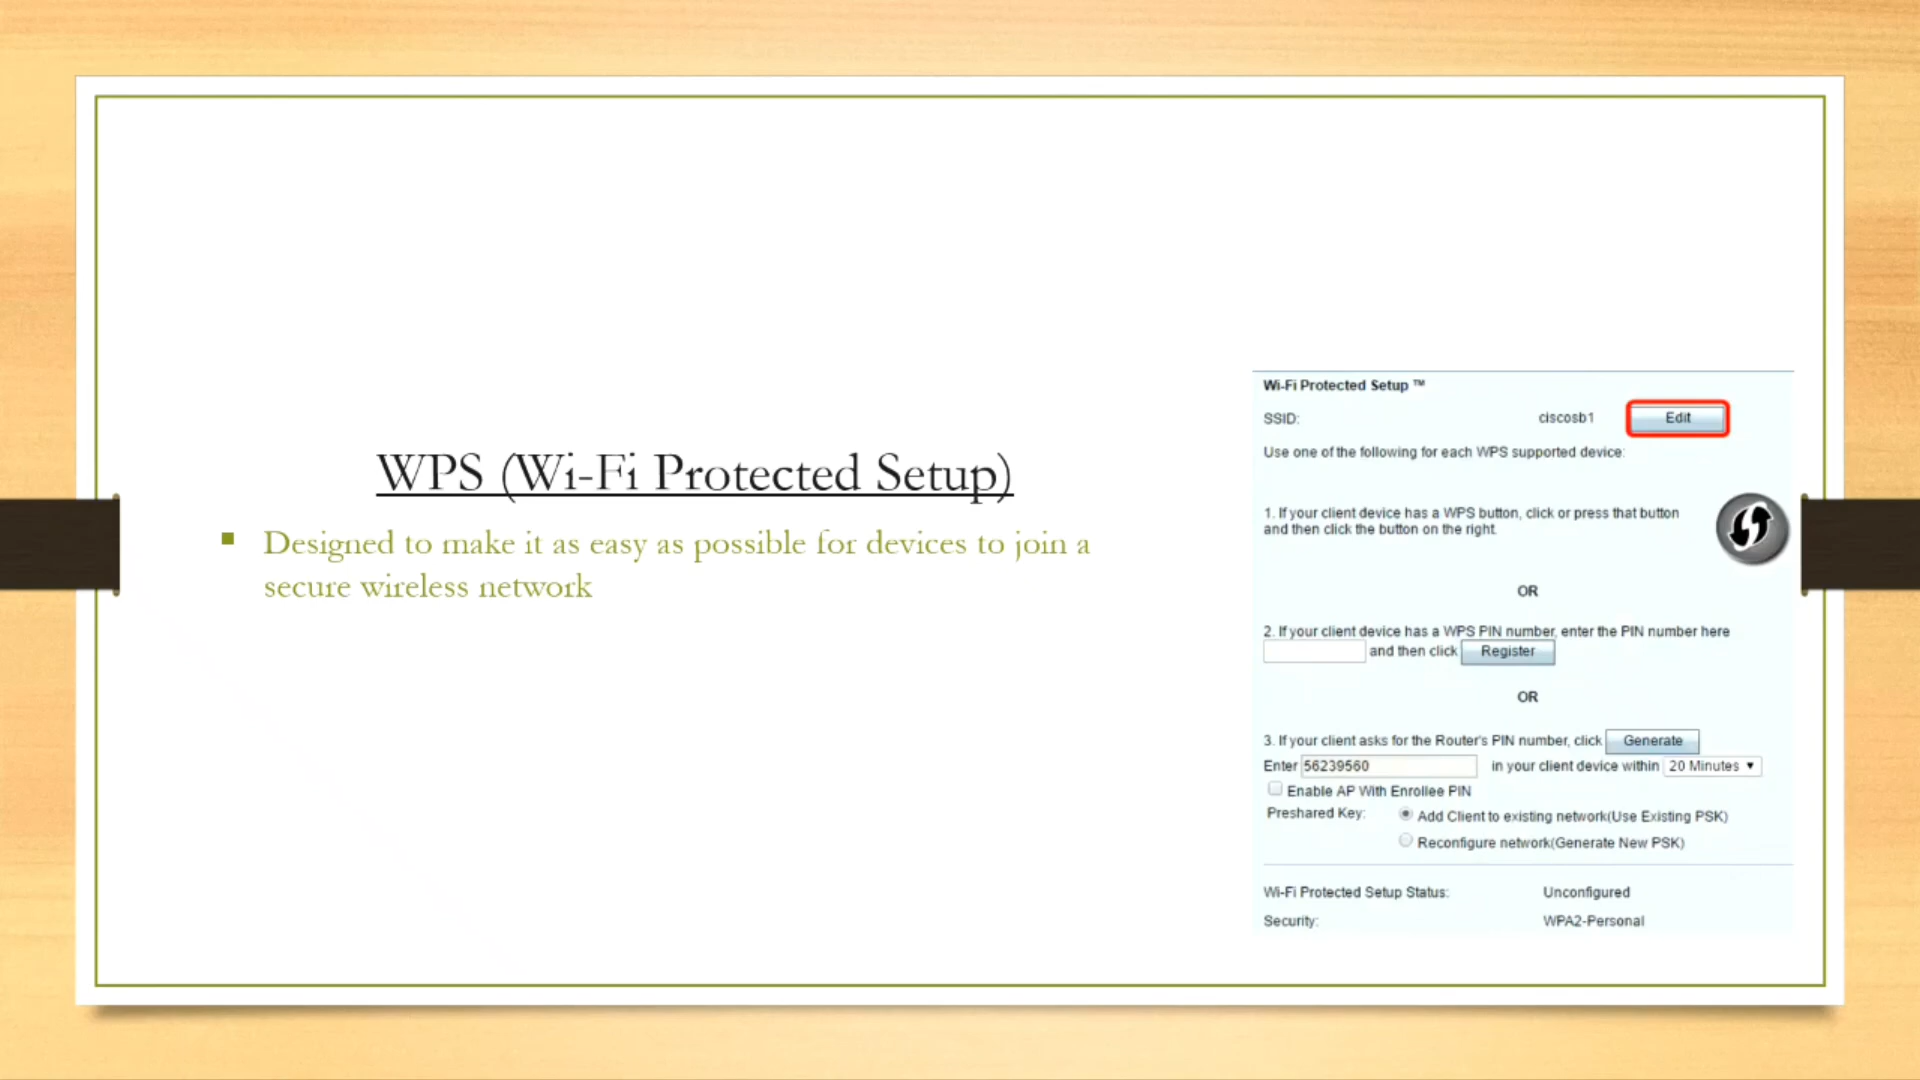 WPS (Wi-Fi Protected Setup)
Designed to make it as easy as possible for devices to join a
secure wireless network
Wi-Fi Protected Setup ™
SSID: ciscosb1 Edit
Use one of the following for each WPS supported device:
1. If your client device has a WPS button, click or press that button
and then click the button on the right.
OR
2. If your client device has a WPS PIN number, enter the PIN number here
and then click Register
OR
3. If your client asks for the Router's PIN number, click Generate
Enter 56239560 in your client device within 20 Minutes
Enable AP With Enrollee PIN
Preshared Key: Add Client to existing network(Use Existing PSK)
Reconfigure network(Generate New PSK)
Wi-Fi Protected Setup Status: Unconfigured
Security: WPA2-Personal